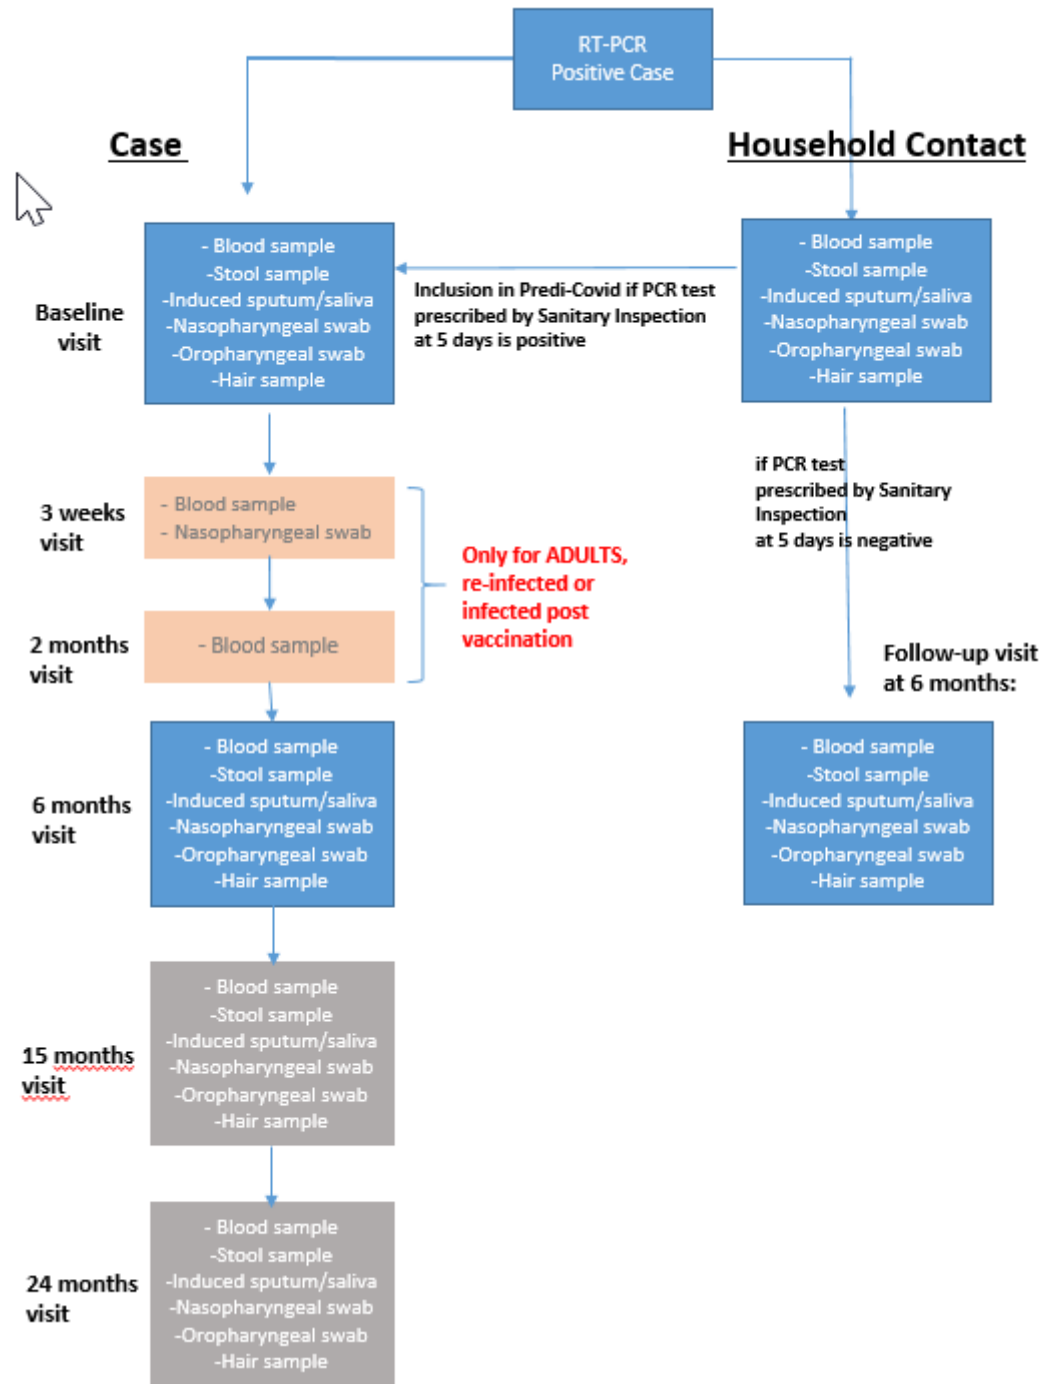 RT-PCR
Positive Case
Case
Household Contact
Baseline
visit
- Blood sample
-Stool sample
-Induced sputum/saliva
-Nasopharyngeal swab
-Oropharyngeal swab
-Hair sample
Inclusion in Predi-Covid if PCR test
prescribed by Sanitary Inspection
at 5 days is positive
- Blood sample
-Stool sample
-Induced sputum/saliva
-Nasopharyngeal swab
-Oropharyngeal swab
-Hair sample
3 weeks
visit
- Blood sample
- Nasopharyngeal swab
if PCR test
prescribed by Sanitary
Inspection
at 5 days is negative
Only for ADULTS,
re-infected or
infected post
vaccination
2 months
visit
- Blood sample
Follow-up visit
at 6 months:
6 months
visit
- Blood sample
-Stool sample
-Induced sputum/saliva
-Nasopharyngeal swab
-Oropharyngeal swab
-Hair sample
- Blood sample
-Stool sample
-Induced sputum/saliva
-Nasopharyngeal swab
-Oropharyngeal swab
-Hair sample
15 months
visit
- Blood sample
-Stool sample
-Induced sputum/saliva
-Nasopharyngeal swab
-Oropharyngeal swab
-Hair sample
24 months
visit
- Blood sample
-Stool sample
-Induced sputum/saliva
-Nasopharyngeal swab
-Oropharyngeal swab
-Hair sample